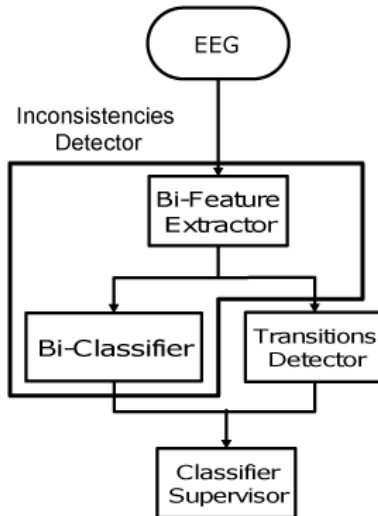 EEG
Inconsistencies
Detector
Bi-Feature
Extractor
Bi-Classifier
Transitions
Detector
Classifier
Supervisor